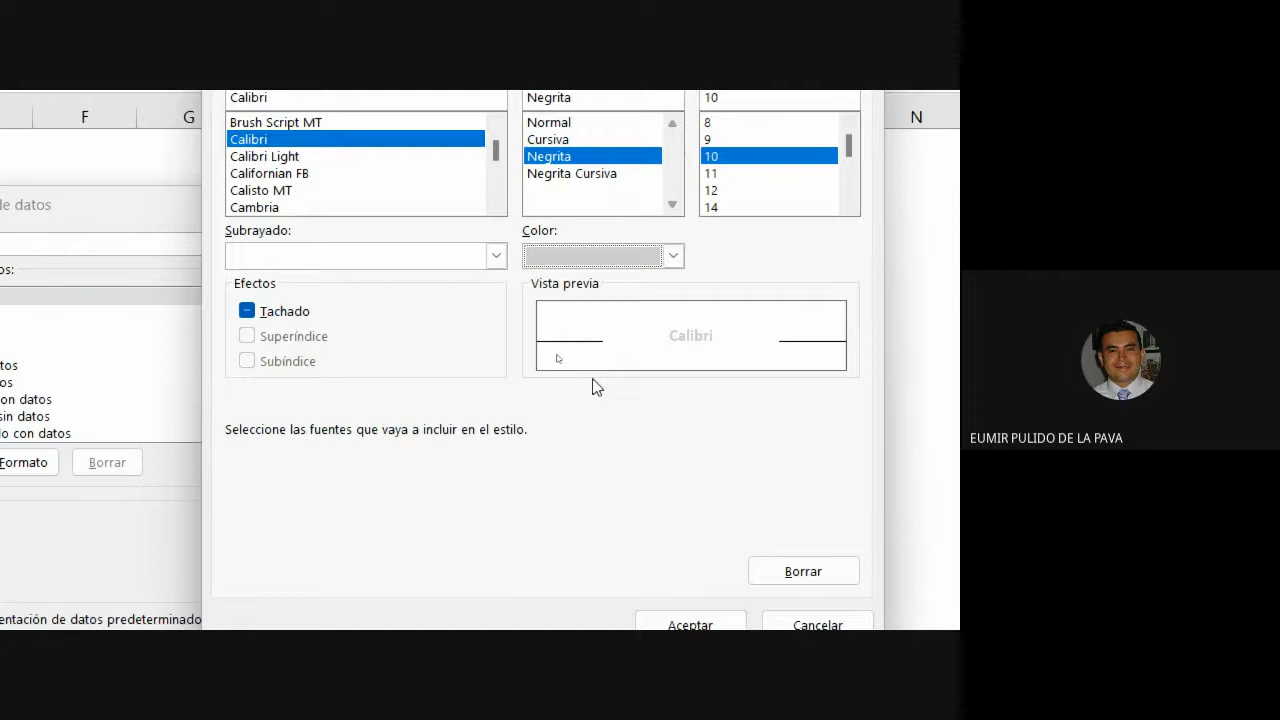 Calibri
Negrita
10
F
G
N
Brush Script MT
Calibri
Calibri Light
Californian FB
Calisto MT
Cambria
Normal
Cursiva
Negrita
Negrita Cursiva
8
9
10
11
12
14
de datos
Subrayado:
Color:
os:
Efectos
Tachado
Superíndice
Subíndice
Vista previa
Calibri
tos
os
on datos
sin datos
lo con datos
Seleccione las fuentes que vaya a incluir en el estilo.
Formato
Borrar
Borrar
entación de datos predeterminado
Aceptar
Cancelar
EUMIR PULIDO DE LA PAVA